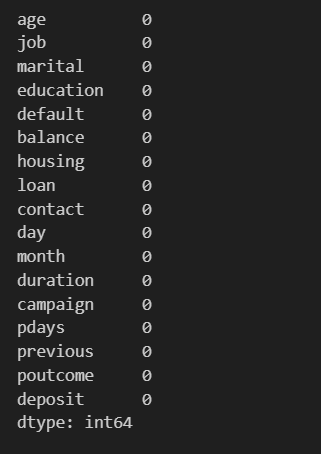 age 0
job 0
marital 0
education 0
default 0
balance 0
housing 0
loan 0
contact 0
day 0
month 0
duration 0
campaign 0
pdays 0
previous 0
poutcome 0
deposit 0
dtype: int64